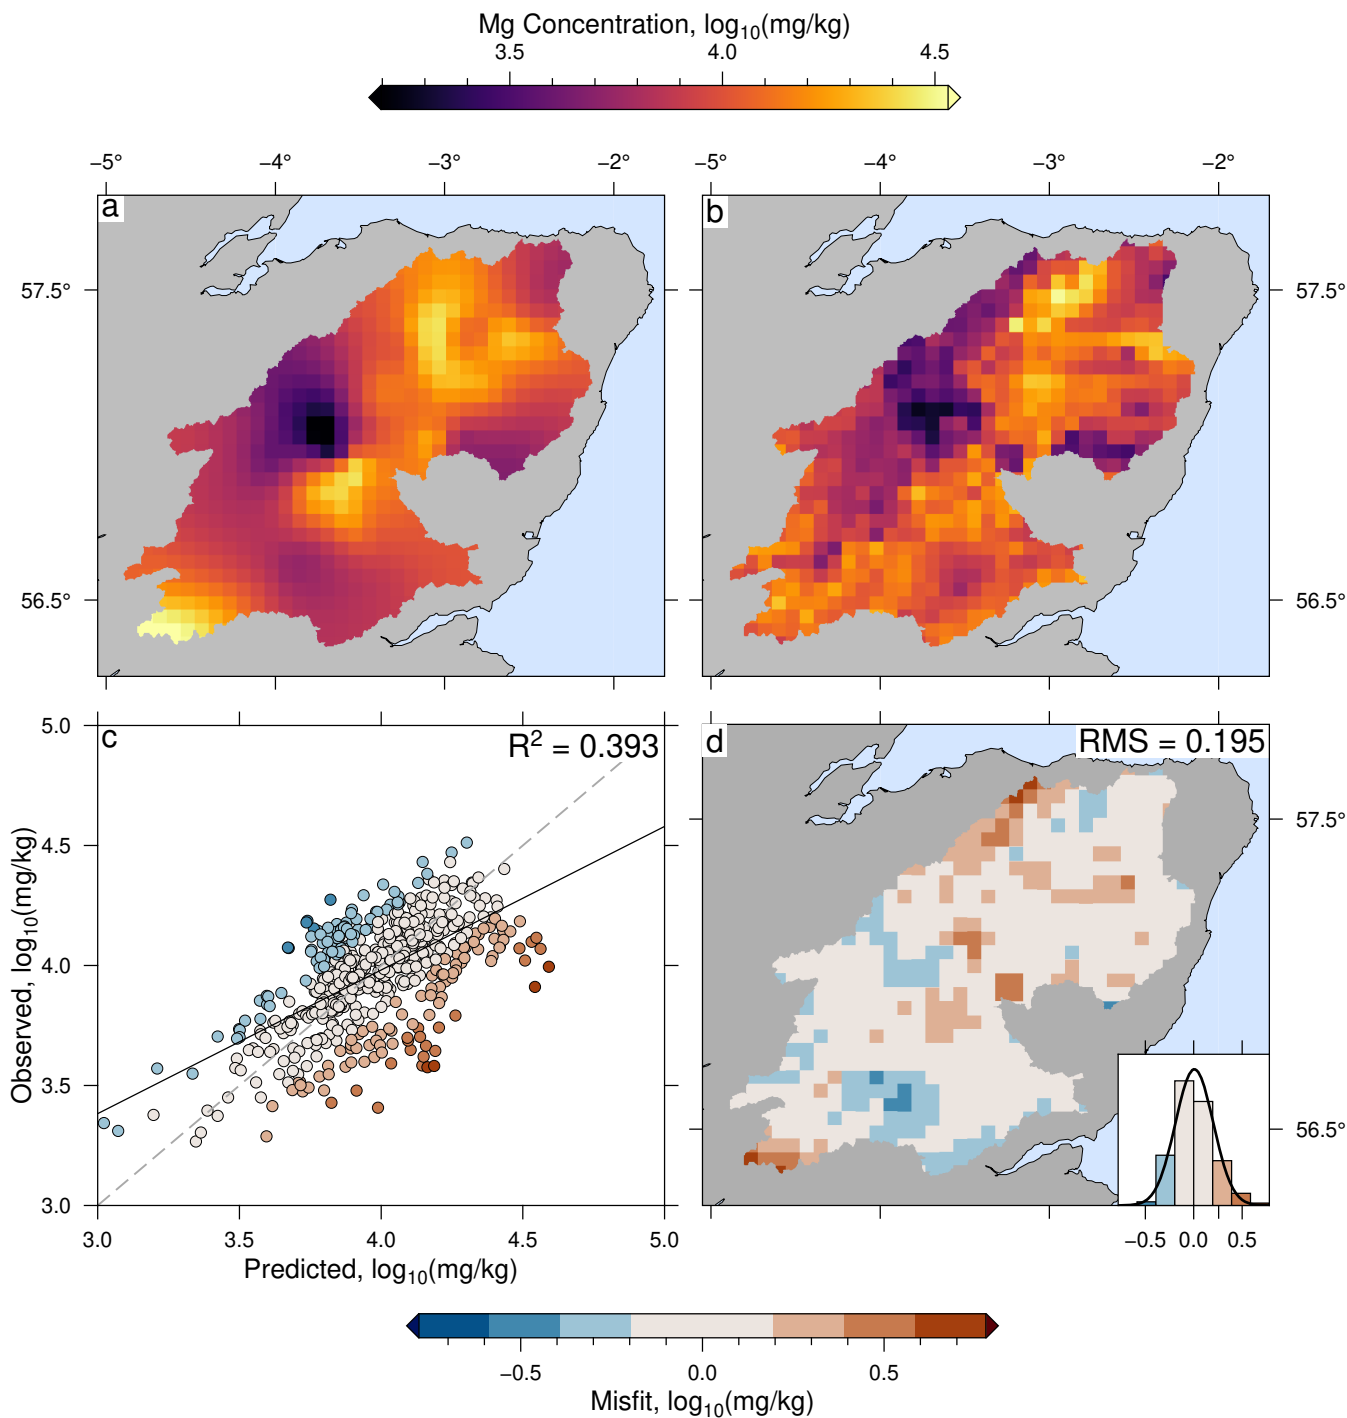 Mg Concentration, log₁₀(mg/kg)
3.5 4.0 4.5
−5° −4° −3° −2° −5° −4° −3° −2°
a b
57.5° 57.5°
56.5° 56.5°
5.0 c R² = 0.393 d RMS = 0.195
4.5
4.0
3.5
3.0
57.5°
56.5°
Observed, log₁₀(mg/kg)
3.0 3.5 4.0 4.5 5.0
−0.5 0.0 0.5
Predicted, log₁₀(mg/kg)
−0.5 0.0 0.5
Misfit, log₁₀(mg/kg)